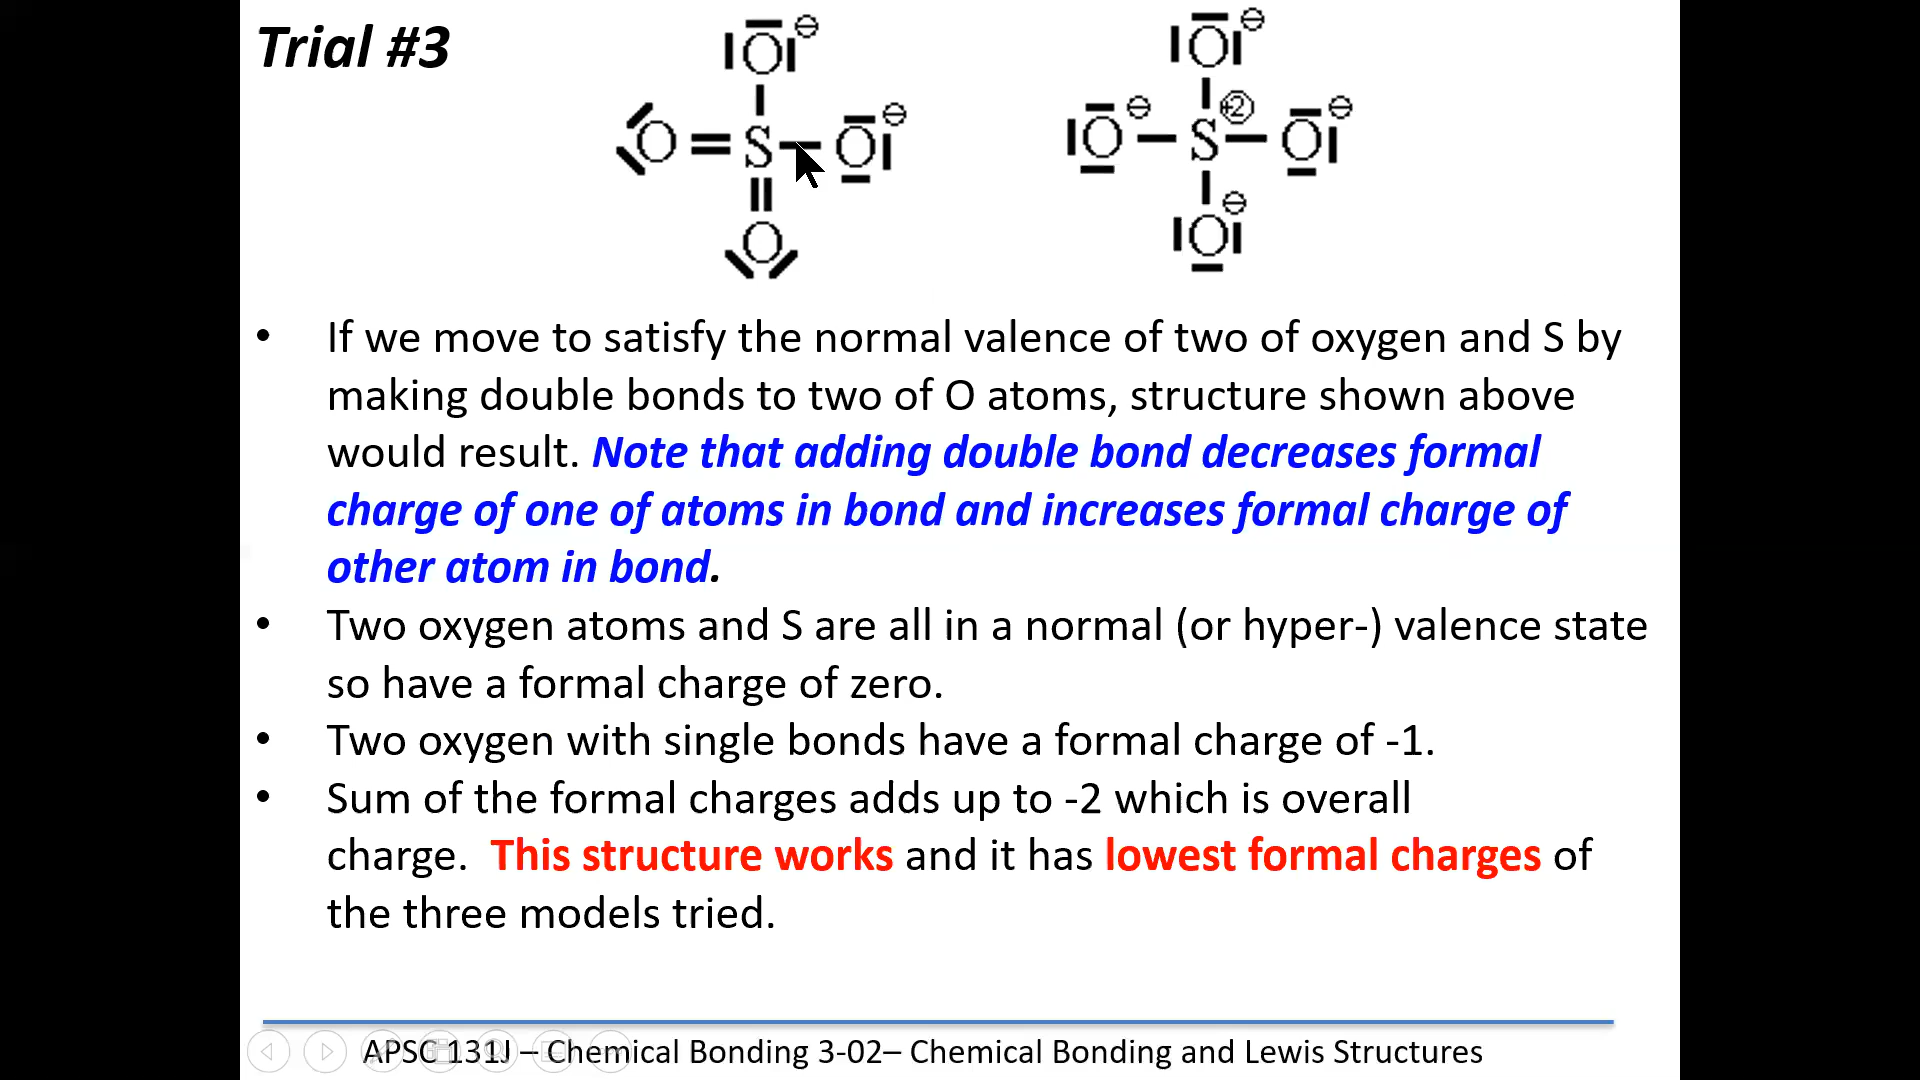 Trial #3
|O|⊖
O = S – O|⊖
O
|O|⊖
|O⊖ – S +2 – O|⊖
|O|⊖
• If we move to satisfy the normal valence of two of oxygen and S by
making double bonds to two of O atoms, structure shown above
would result. Note that adding double bond decreases formal
charge of one of atoms in bond and increases formal charge of
other atom in bond.
• Two oxygen atoms and S are all in a normal (or hyper-) valence state
so have a formal charge of zero.
• Two oxygen with single bonds have a formal charge of -1.
• Sum of the formal charges adds up to -2 which is overall
charge. This structure works and it has lowest formal charges of
the three models tried.
APSC 131J – Chemical Bonding 3-02– Chemical Bonding and Lewis Structures